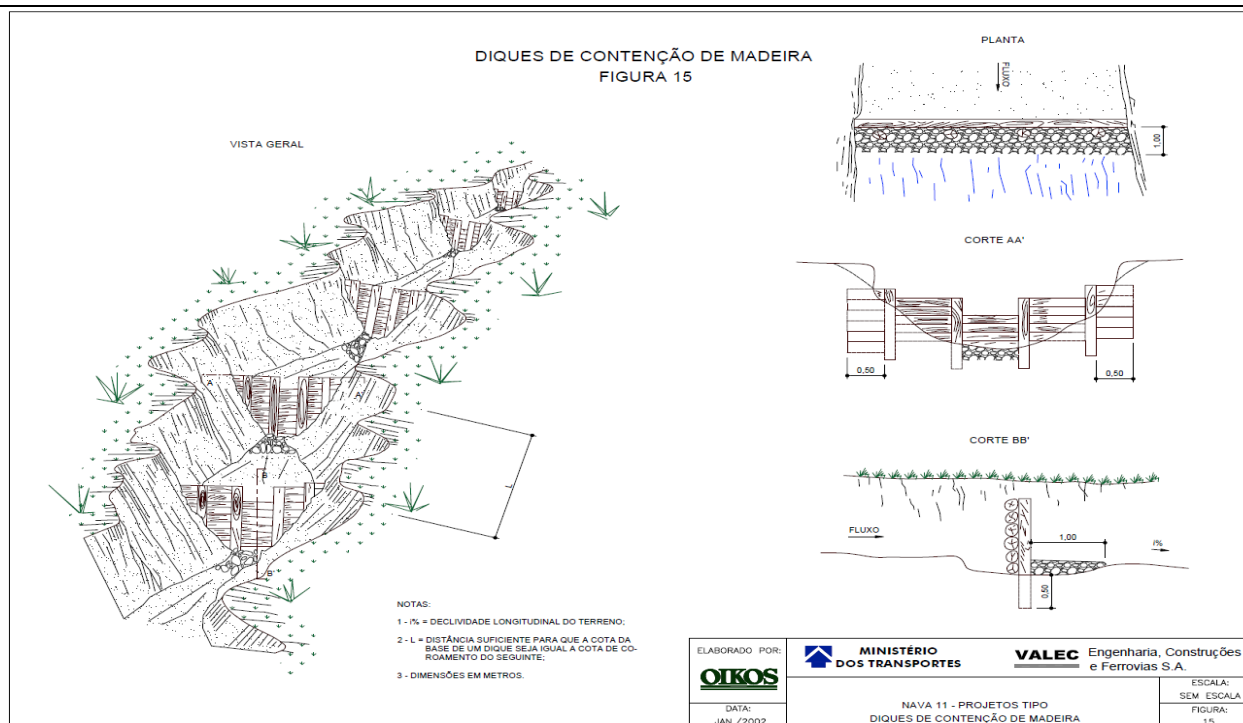 DIQUES DE CONTENÇÃO DE MADEIRA
FIGURA 15
VISTA GERAL
A'
A
B
B'
L
PLANTA
FLUXO
1,00
CORTE AA'
0,50
0,50
CORTE BB'
FLUXO
1,00
i%
0,50
NOTAS:
1 - i% = DECLIVIDADE LONGITUDINAL DO TERRENO;
2 - L = DISTÂNCIA SUFICIENTE PARA QUE A COTA DA
BASE DE UM DIQUE SEJA IGUAL A COTA DE CO-
ROAMENTO DO SEGUINTE;
3 - DIMENSÕES EM METROS.
ELABORADO POR:
OIKOS
DATA:
JAN./2002
MINISTÉRIO
DOS TRANSPORTES
VALEC Engenharia, Construções
e Ferrovias S.A.
NAVA 11 - PROJETOS TIPO
DIQUES DE CONTENÇÃO DE MADEIRA
ESCALA:
SEM ESCALA
FIGURA:
15